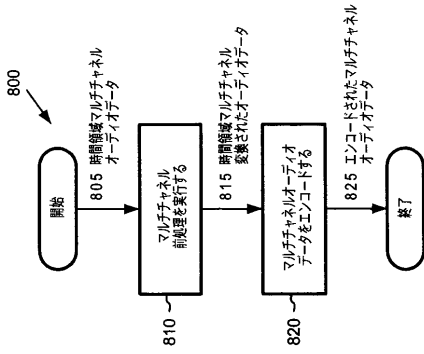 800
開始
805 時間領域マルチチャネル
オーディオデータ
810
マルチチャネル
前処理を実行する
815 時間領域マルチチャネル
変換されたオーディオデータ
820
マルチチャネルオーディオ
データをエンコードする
825 エンコードされたマルチチャネル
オーディオデータ
終了